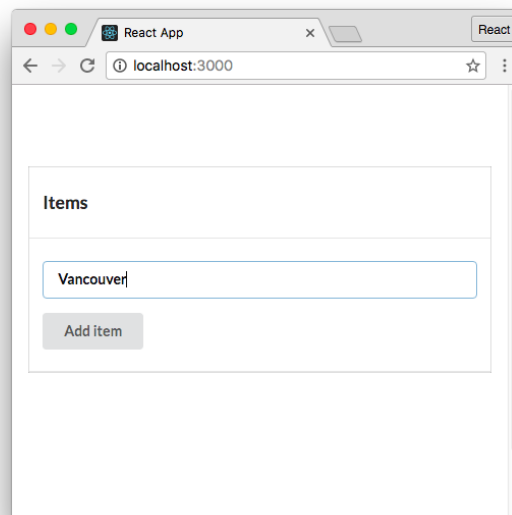 React App
React
localhost:3000
Items
Vancouver
Add item